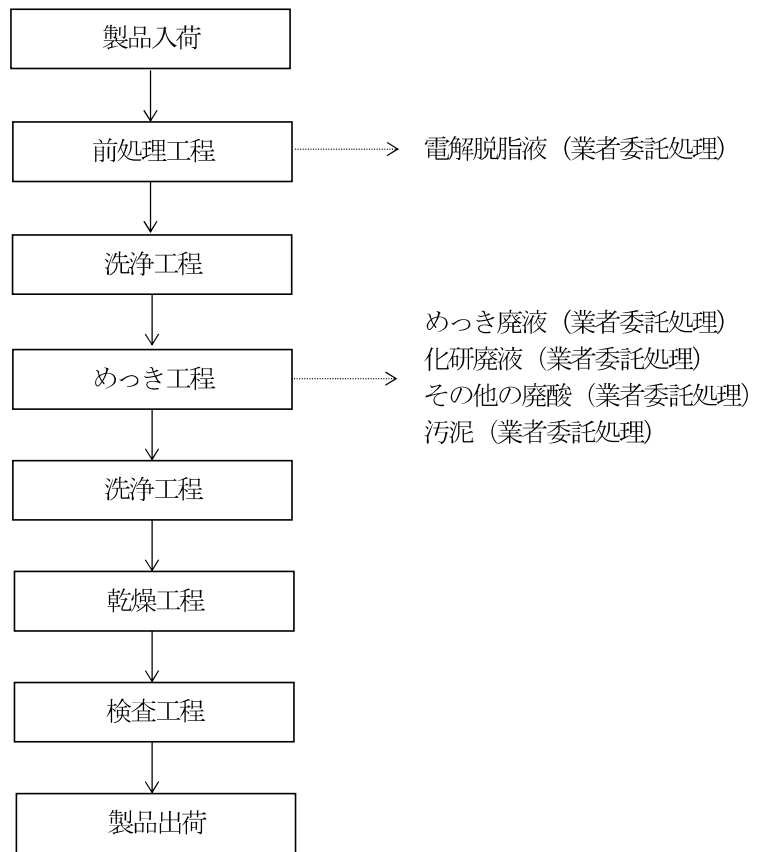 製品入荷
前処理工程
電解脱脂液（業者委託処理）
洗浄工程
めっき工程
めっき廃液（業者委託処理）
化研廃液（業者委託処理）
その他の廃酸（業者委託処理）
汚泥（業者委託処理）
洗浄工程
乾燥工程
検査工程
製品出荷